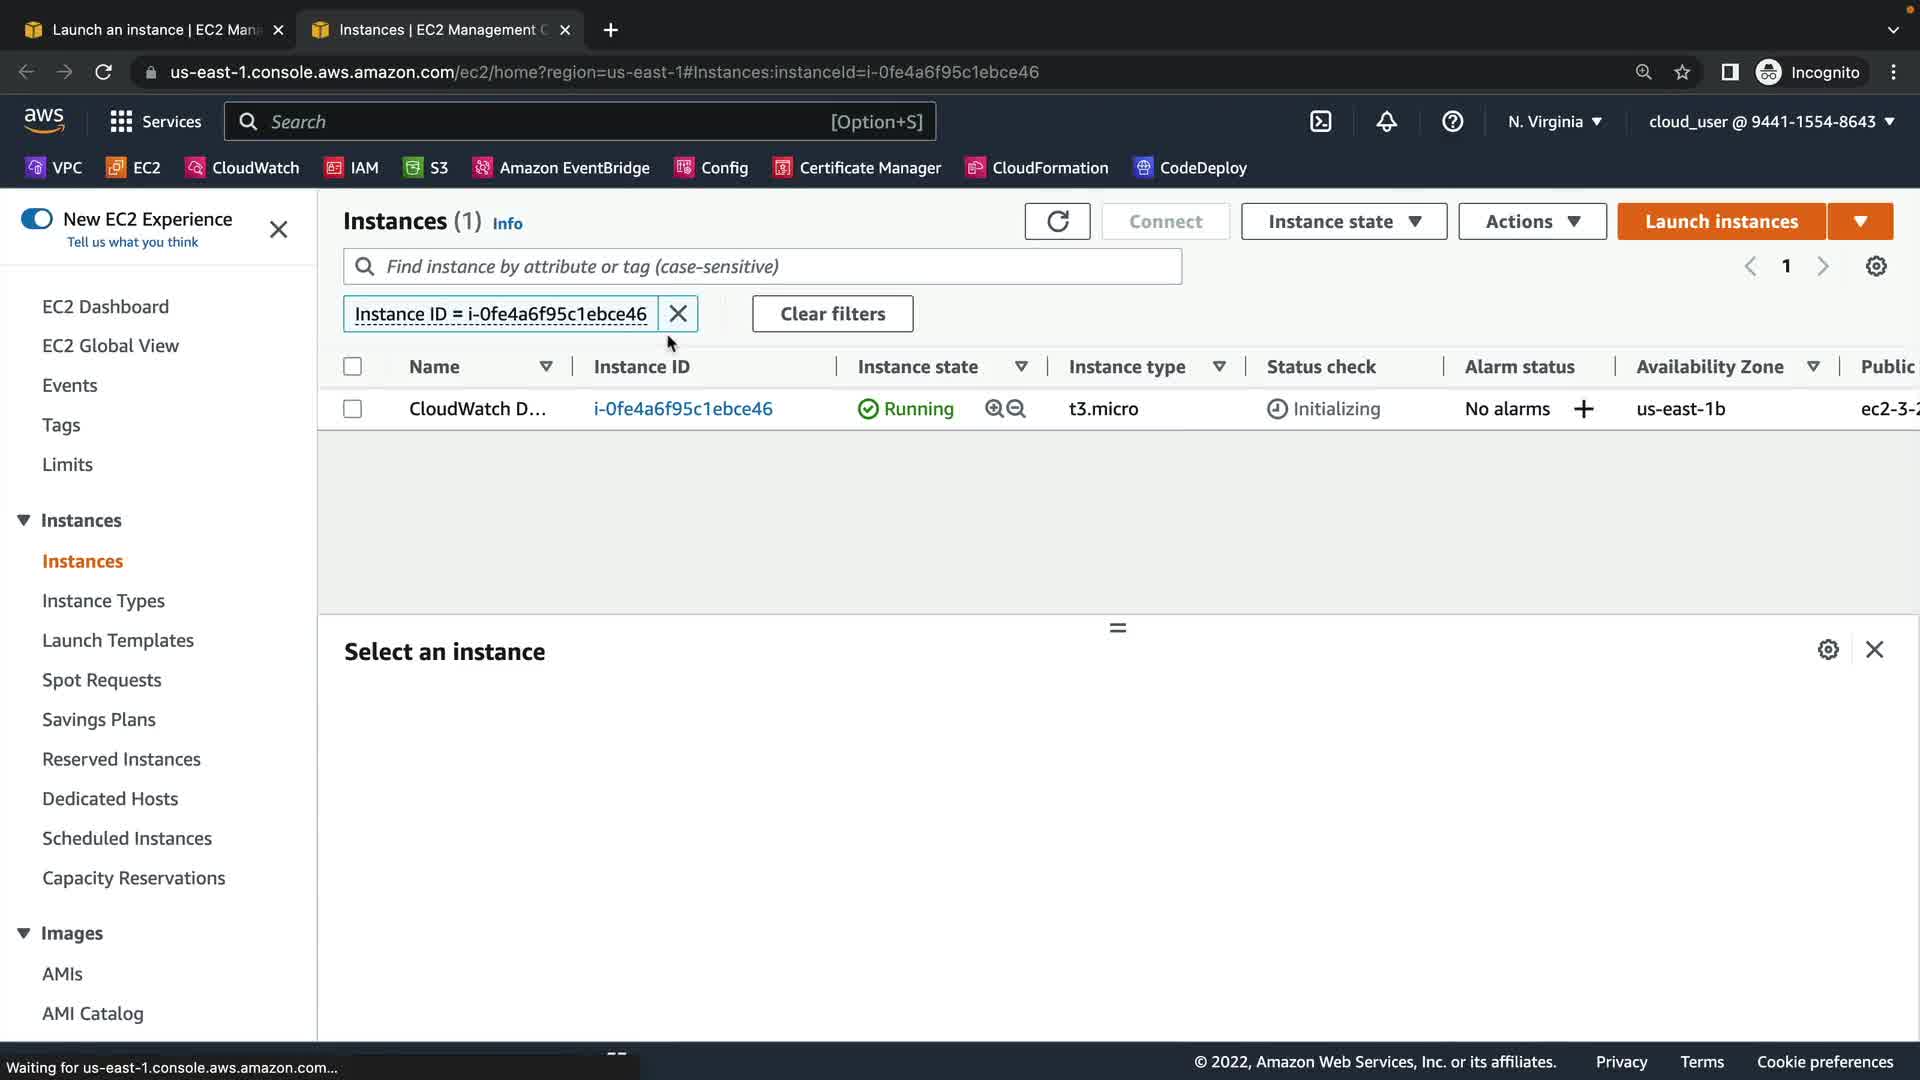 Launch an instance | EC2 Mana
Instances | EC2 Management C
us-east-1.console.aws.amazon.com/ec2/home?region=us-east-1#Instances:instanceId=i-0fe4a6f95c1ebce46
Incognito
aws
Services
Search
[Option+S]
N. Virginia
cloud_user @ 9441-1554-8643
VPC
EC2
CloudWatch
IAM
S3
Amazon EventBridge
Config
Certificate Manager
CloudFormation
CodeDeploy
New EC2 Experience
Tell us what you think
EC2 Dashboard
EC2 Global View
Events
Tags
Limits
Instances
Instances
Instance Types
Launch Templates
Spot Requests
Savings Plans
Reserved Instances
Dedicated Hosts
Scheduled Instances
Capacity Reservations
Images
AMIs
AMI Catalog
Instances (1) Info
Connect
Instance state
Actions
Launch instances
Find instance by attribute or tag (case-sensitive)
1
Instance ID = i-0fe4a6f95c1ebce46
Clear filters
Name
Instance ID
Instance state
Instance type
Status check
Alarm status
Availability Zone
Public
CloudWatch D...
i-0fe4a6f95c1ebce46
Running
t3.micro
Initializing
No alarms
us-east-1b
ec2-3-2
Select an instance
Waiting for us-east-1.console.aws.amazon.com...
© 2022, Amazon Web Services, Inc. or its affiliates.
Privacy
Terms
Cookie preferences